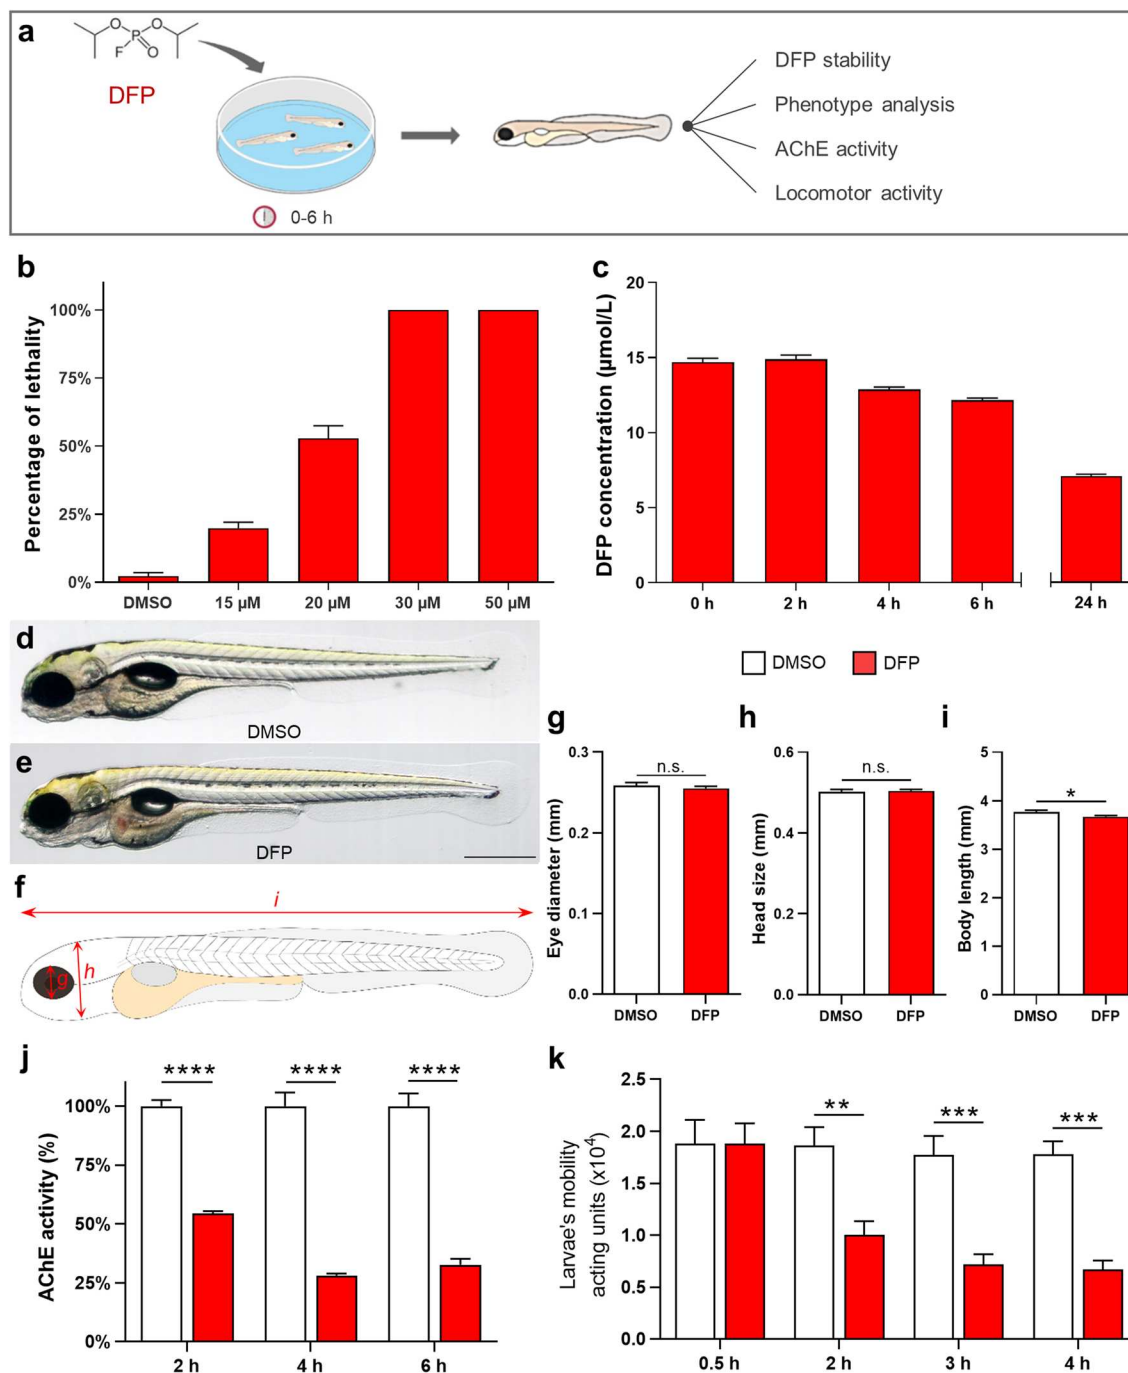 a
O O
P
F O
DFP
0-6 h
DFP stability
Phenotype analysis
AChE activity
Locomotor activity
b
Percentage of lethality
100%
75%
50%
25%
0%
DMSO 15 µM 20 µM 30 µM 50 µM
c
DFP concentration (µmol/L)
20
15
10
5
0
0 h 2 h 4 h 6 h 24 h
d
DMSO
e
DFP
f
i
g
h
DMSO DFP
g
Eye diameter (mm)
0.3
0.2
0.1
0.0
n.s.
DMSO DFP
h
Head size (mm)
0.6
0.4
0.2
0.0
n.s.
DMSO DFP
i
Body length (mm)
5
4
3
2
1
0
*
DMSO DFP
j
AChE activity (%)
100%
75%
50%
25%
0%
**** **** ****
2 h 4 h 6 h
k
Larvae's mobility
acting units (x10⁴)
2.5
2.0
1.5
1.0
0.5
0.0
** *** ***
0.5 h 2 h 3 h 4 h